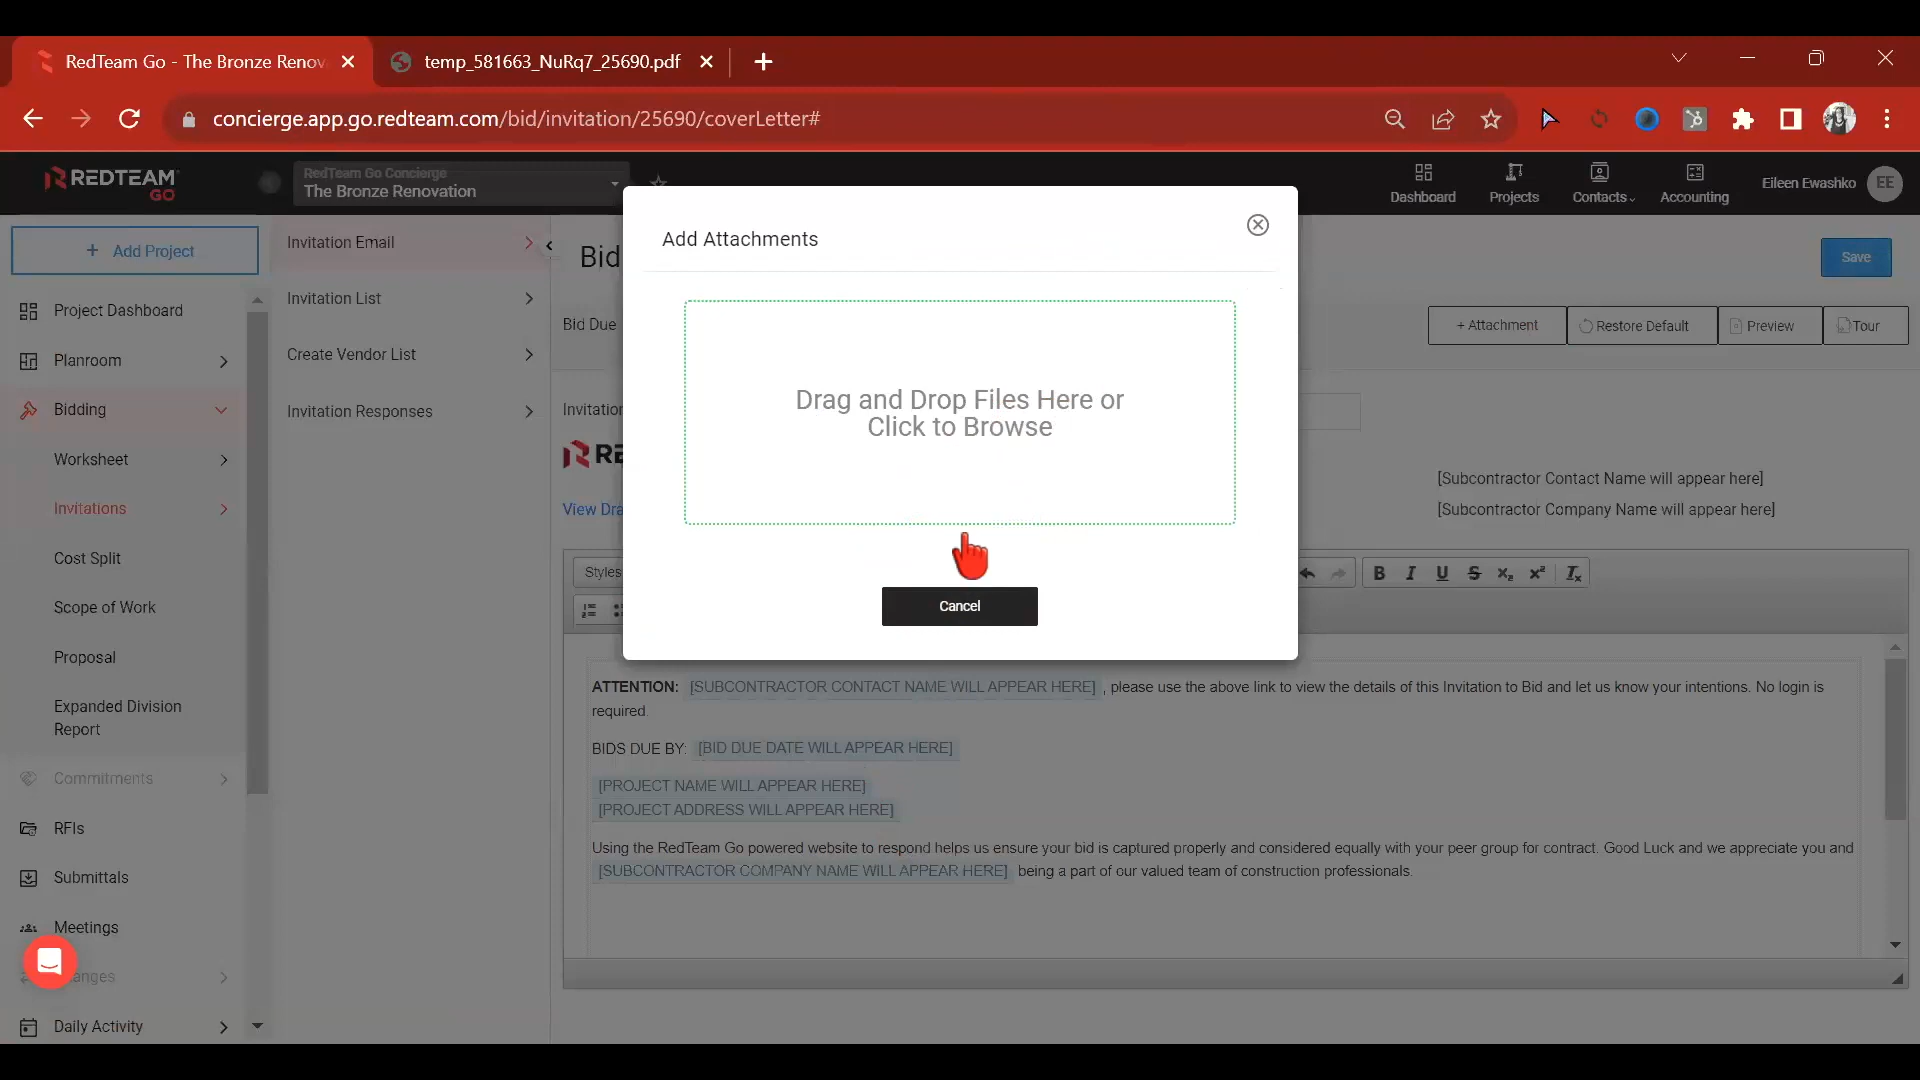 RedTeam Go - The Bronze Renov
temp_581663_NuRq7_25690.pdf
concierge.app.go.redteam.com/bid/invitation/25690/coverLetter#
REDTEAM GO
RedTeam Go Concierge
The Bronze Renovation
Dashboard
Projects
Contacts
Accounting
Eileen Ewashko
EE
+ Add Project
Project Dashboard
Planroom
Bidding
Worksheet
Invitations
Cost Split
Scope of Work
Proposal
Expanded Division
Report
Commitments
RFIs
Submittals
Meetings
anges
Daily Activity
Invitation Email
Invitation List
Create Vendor List
Invitation Responses
Bid
Save
Bid Due
+ Attachment
Restore Default
Preview
Tour
Invitation
RE
View Dra
[Subcontractor Contact Name will appear here]
[Subcontractor Company Name will appear here]
Add Attachments
Drag and Drop Files Here or
Click to Browse
Cancel
Styles
B I U S x₂ x² Tx
ATTENTION: [SUBCONTRACTOR CONTACT NAME WILL APPEAR HERE] , please use the above link to view the details of this Invitation to Bid and let us know your intentions. No login is
required.
BIDS DUE BY: [BID DUE DATE WILL APPEAR HERE]
[PROJECT NAME WILL APPEAR HERE]
[PROJECT ADDRESS WILL APPEAR HERE]
Using the RedTeam Go powered website to respond helps us ensure your bid is captured properly and considered equally with your peer group for contract. Good Luck and we appreciate you and
[SUBCONTRACTOR COMPANY NAME WILL APPEAR HERE] being a part of our valued team of construction professionals.